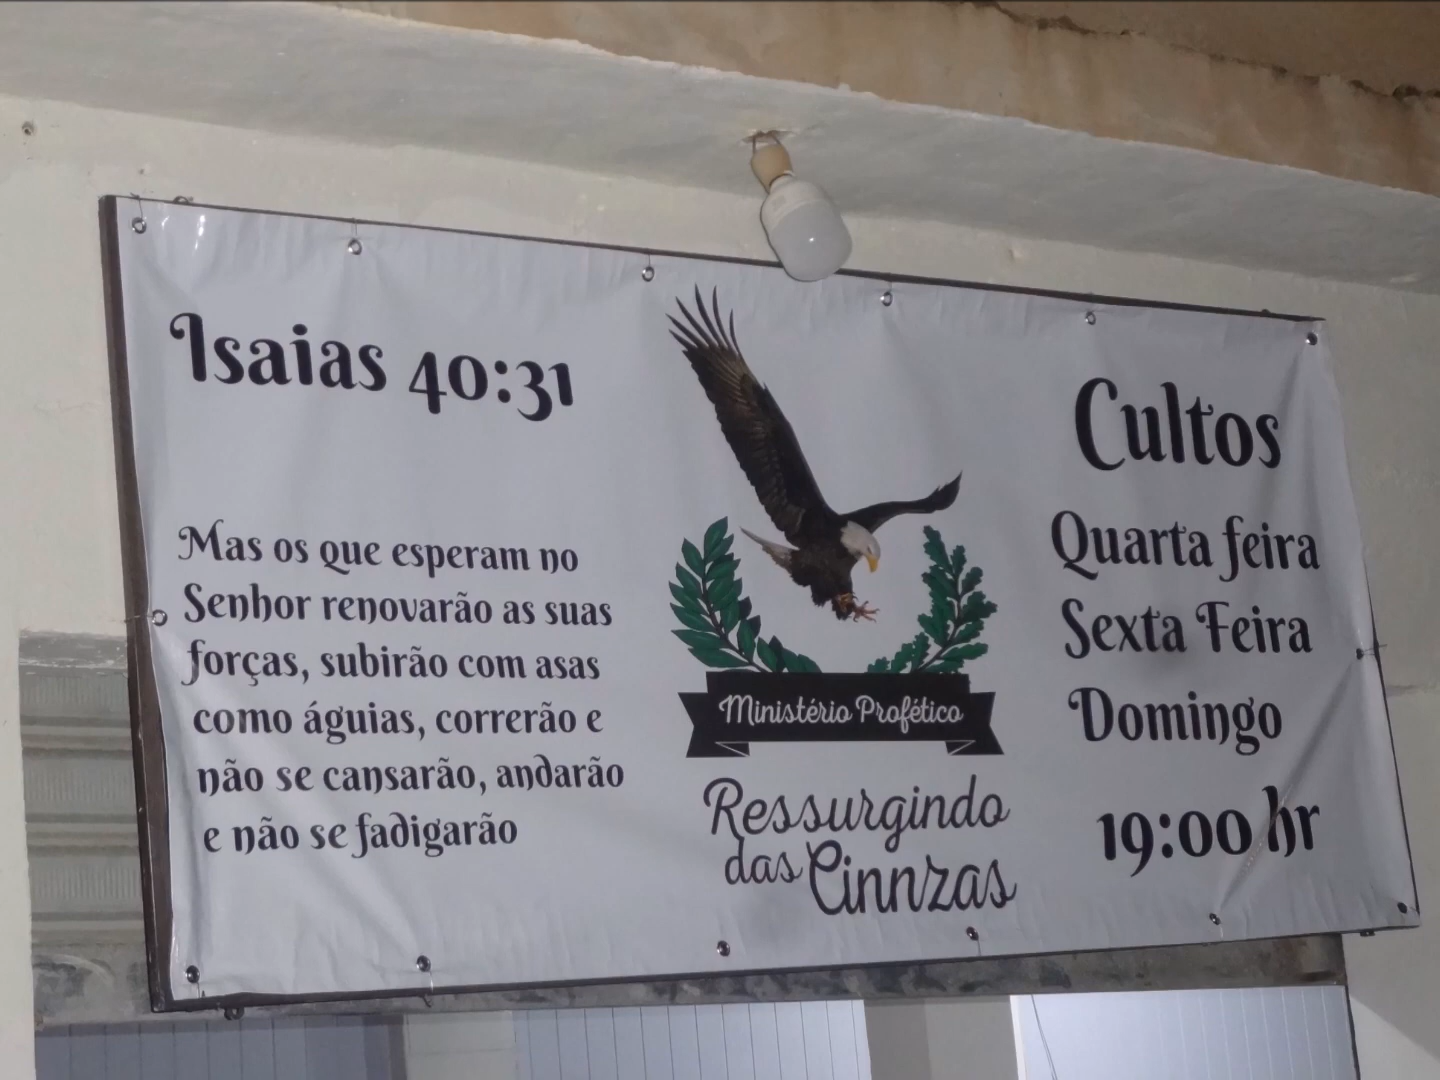 Isaias 40:31
Mas os que esperam no
Senhor renovarão as suas
forças, subirão com asas
como águias, correrão e
não se cansarão, andarão
e não se fadigarão
Ministério Profético
Ressurgindo
das Cinnzas
Cultos
Quarta feira
Sexta Feira
Domingo
19:00 hr